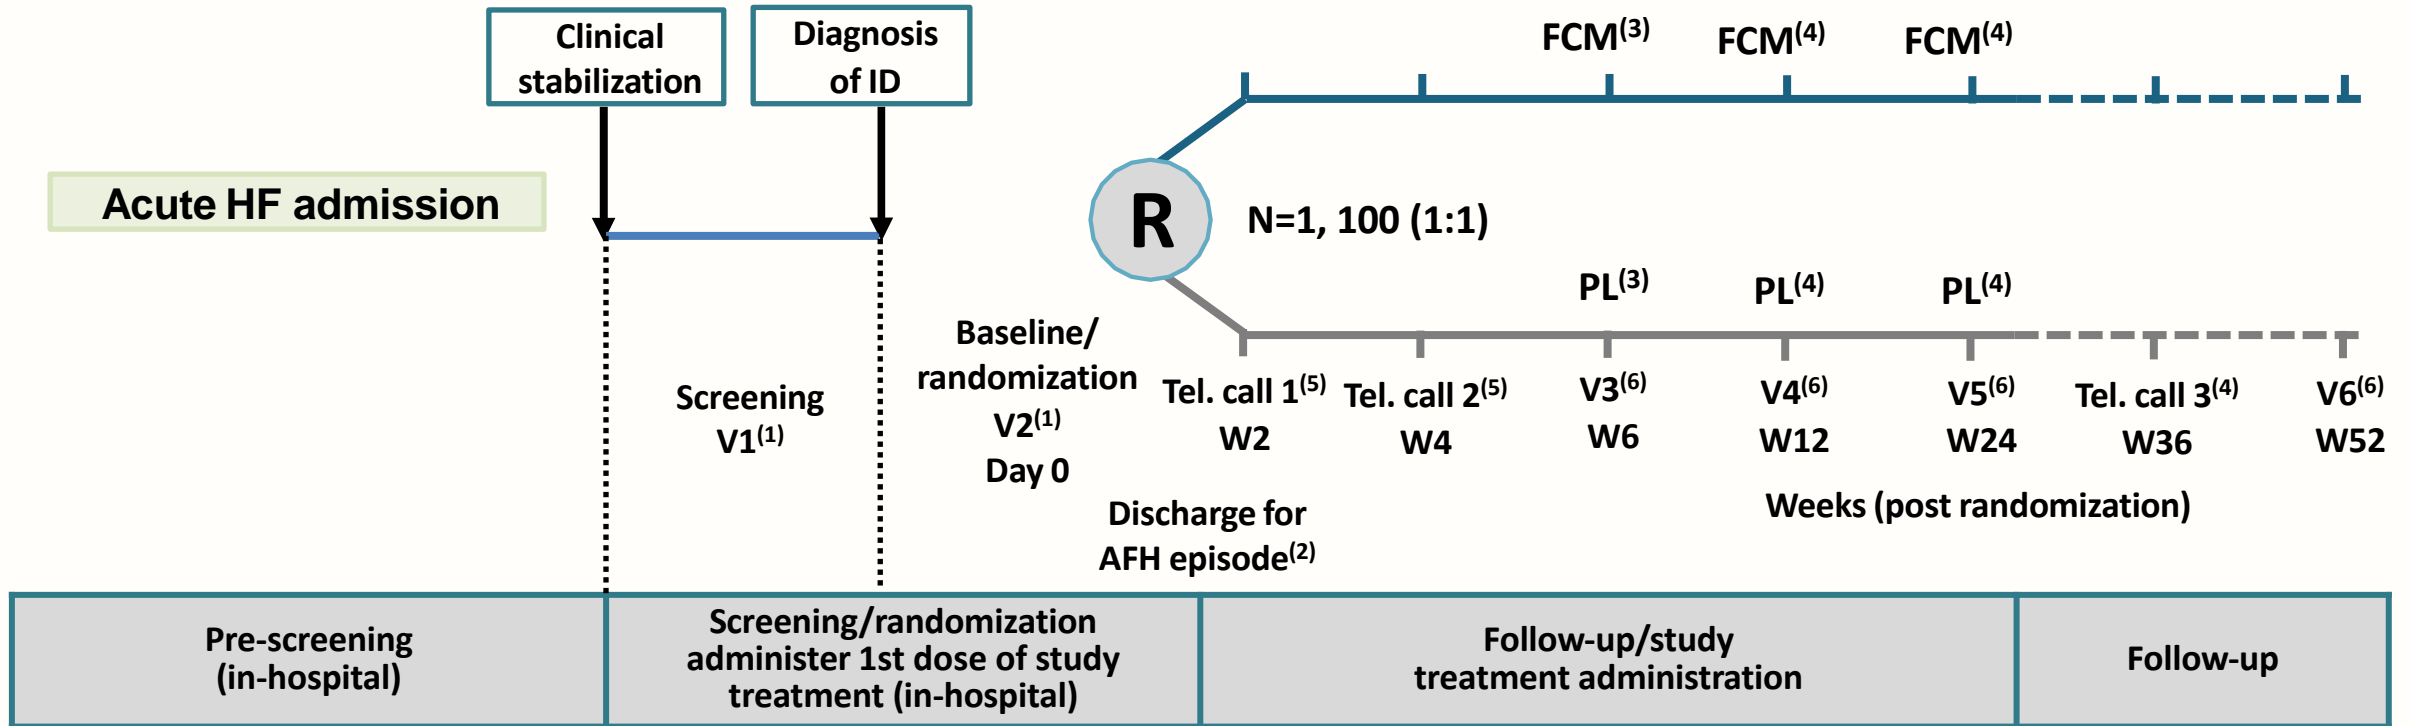 Clinical
stabilization
Diagnosis
of ID
FCM(3)
FCM(4)
FCM(4)
Acute HF admission
R
N=1, 100 (1:1)
PL(3)
PL(4)
PL(4)
Screening
V1(1)
Baseline/
randomization
V2(1)
Day 0
Tel. call 1(5)
W2
Tel. call 2(5)
W4
V3(6)
W6
V4(6)
W12
V5(6)
W24
Tel. call 3(4)
W36
V6(6)
W52
Discharge for
AFH episode(2)
Weeks (post randomization)
Pre-screening
(in-hospital)
Screening/randomization
administer 1st dose of study
treatment (in-hospital)
Follow-up/study
treatment administration
Follow-up